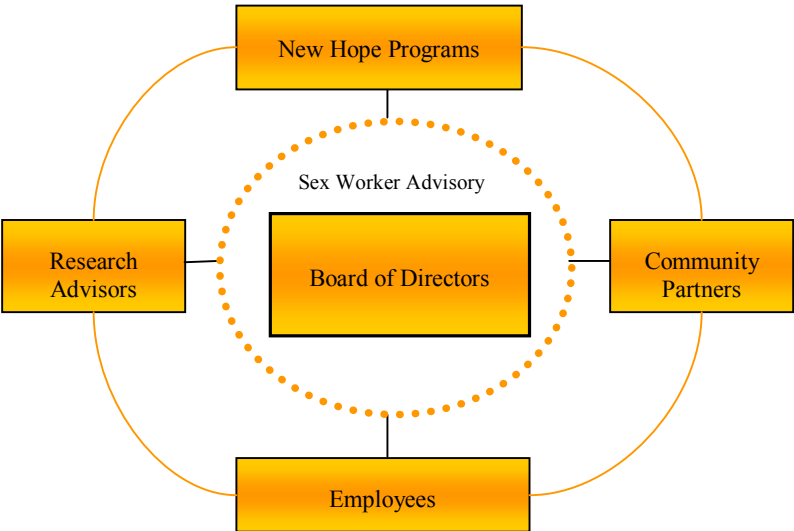 New Hope Programs
Sex Worker Advisory
Research
Advisors
Board of Directors
Community
Partners
Employees